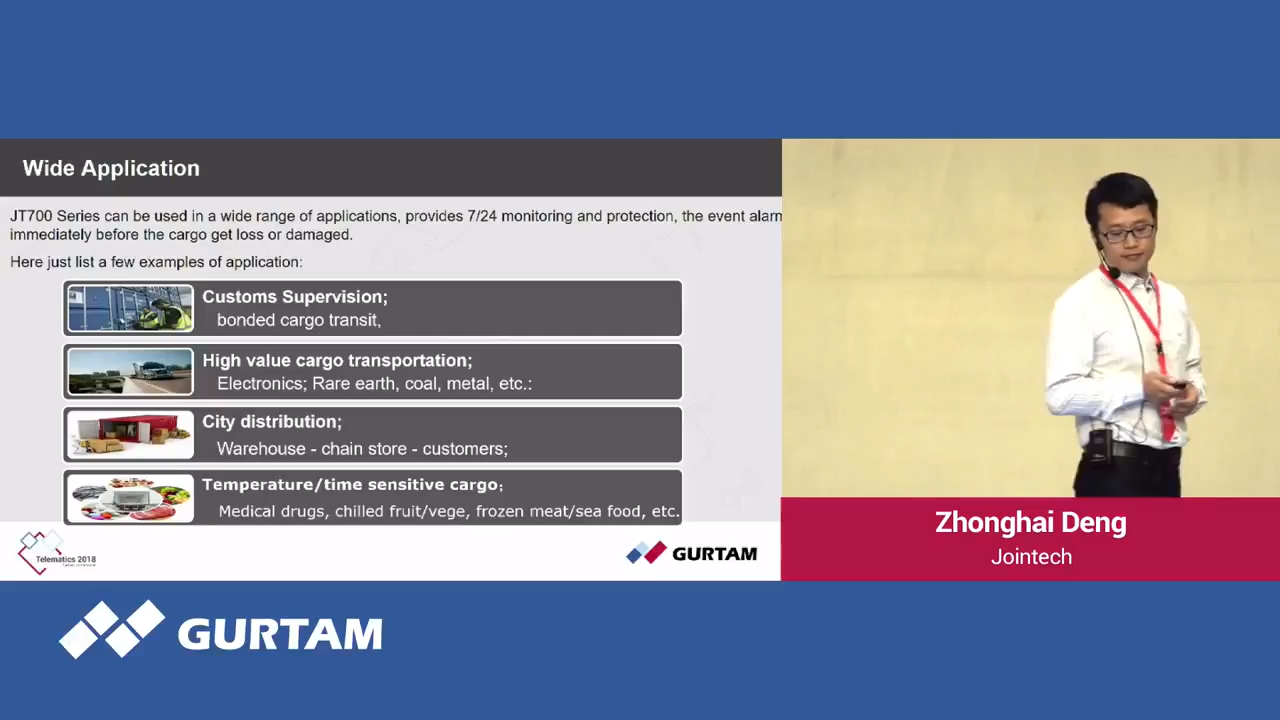 Wide Application
JT700 Series can be used in a wide range of applications, provides 7/24 monitoring and protection, the event alarm
immediately before the cargo get loss or damaged.
Here just list a few examples of application:
Customs Supervision;
bonded cargo transit,
High value cargo transportation;
Electronics; Rare earth, coal, metal, etc.:
City distribution;
Warehouse - chain store - customers;
Temperature/time sensitive cargo;
Medical drugs, chilled fruit/vege, frozen meat/sea food, etc.
Telematics 2018
GURTAM
Zhonghai Deng
Jointech
GURTAM